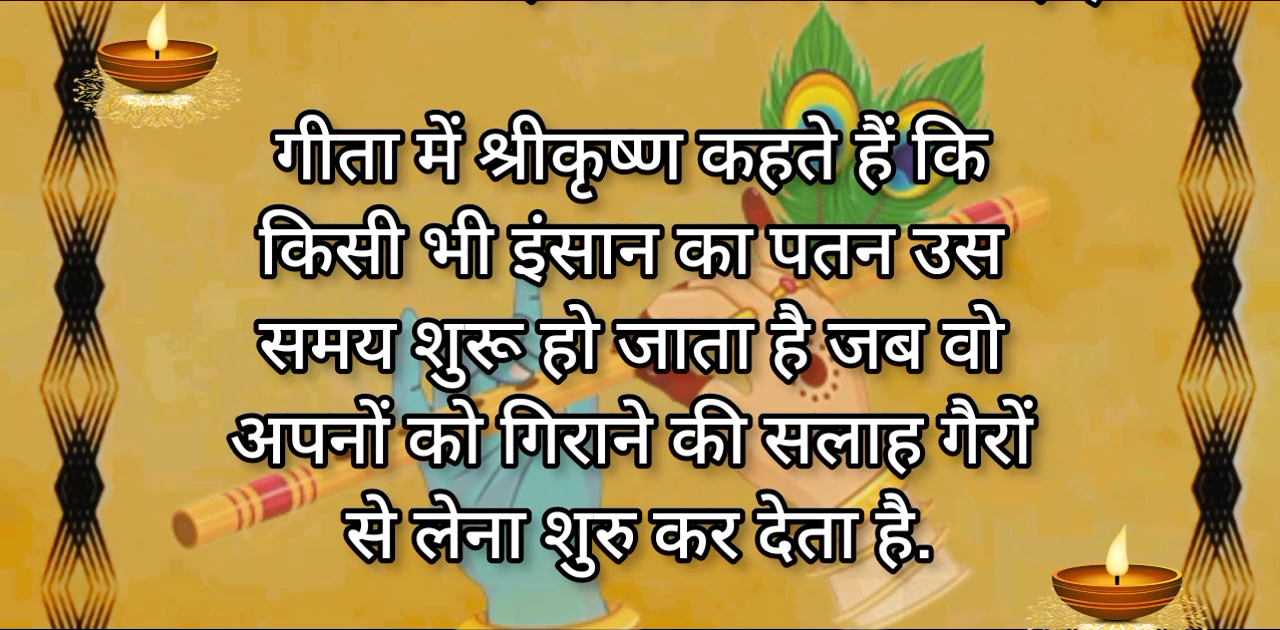 गीता में श्रीकृष्ण कहते हैं कि
किसी भी इंसान का पतन उस
समय शुरू हो जाता है जब वो
अपनों को गिराने की सलाह गैरों
से लेना शुरु कर देता है.